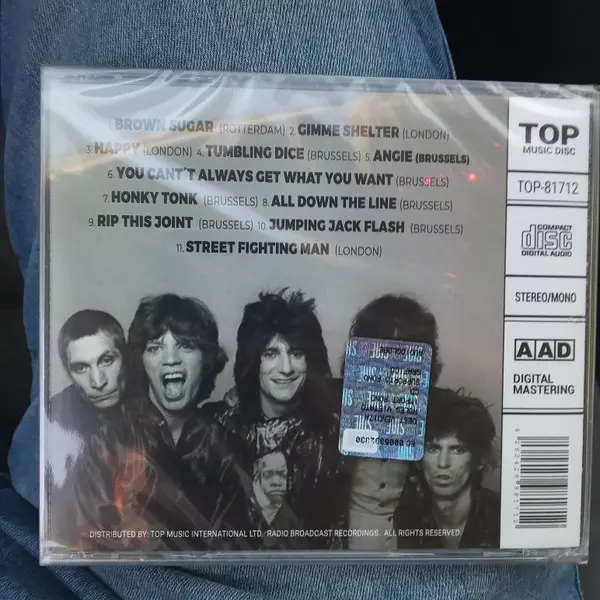 1. BROWN SUGAR (ROTTERDAM) 2. GIMME SHELTER (LONDON)
3. HAPPY (LONDON) 4. TUMBLING DICE (BRUSSELS) 5. ANGIE (BRUSSELS)
6. YOU CANT´T ALWAYS GET WHAT YOU WANT (BRUSSELS)
7. HONKY TONK (BRUSSELS) 8. ALL DOWN THE LINE (BRUSSELS)
9. RIP THIS JOINT (BRUSSELS) 10. JUMPING JACK FLASH (BRUSSELS)
11. STREET FIGHTING MAN (LONDON)
TOP
MUSIC DISC
TOP-81712
COMPACT
disc
DIGITAL AUDIO
STEREO/MONO
AAD
DIGITAL
MASTERING
DISTRIBUTED BY: TOP MUSIC INTERNATIONAL LTD. RADIO BROADCAST RECORDINGS. ALL RIGHTS RESERVED.